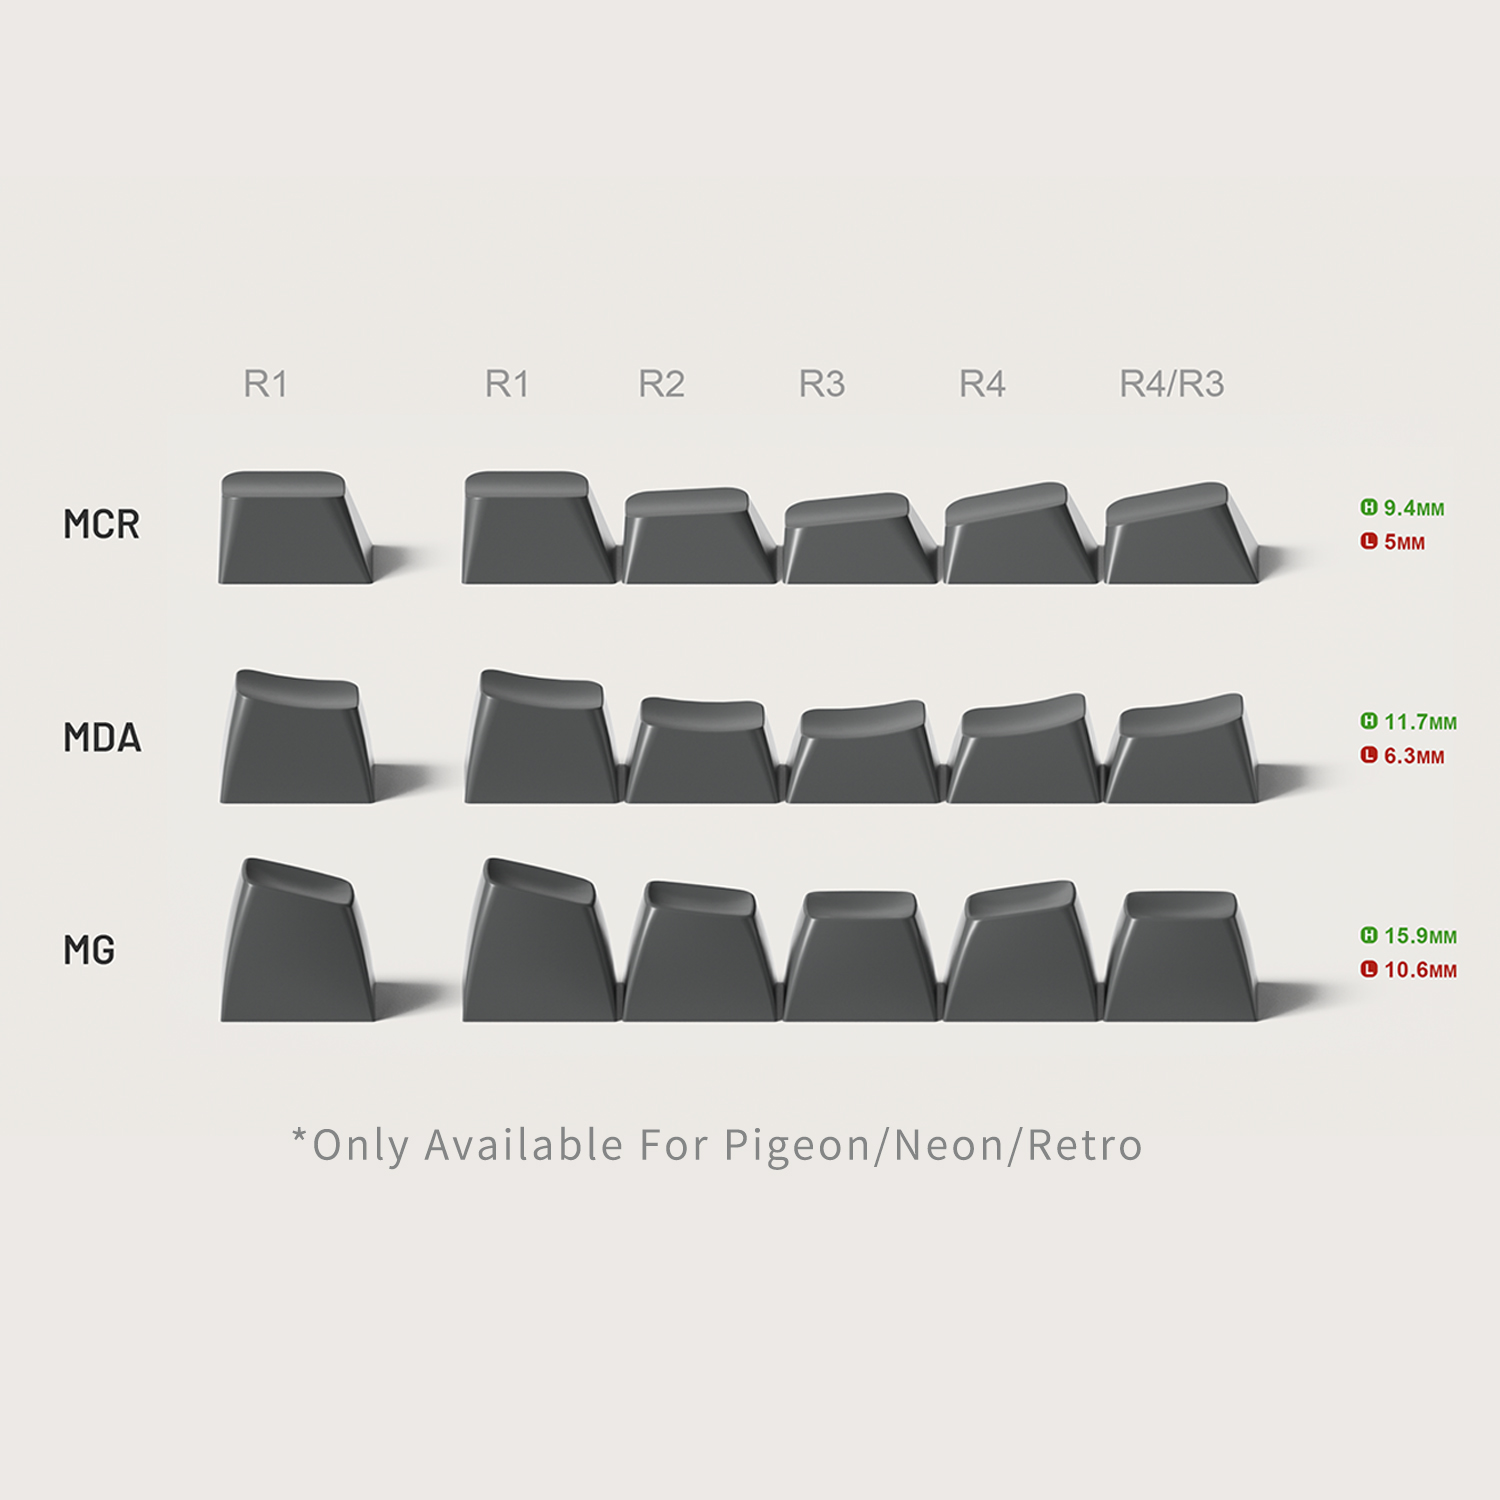 R1 R1 R2 R3 R4 R4/R3
MCR
H 9.4MM
L 5MM
MDA
H 11.7MM
L 6.3MM
MG
H 15.9MM
L 10.6MM
*Only Available For Pigeon/Neon/Retro